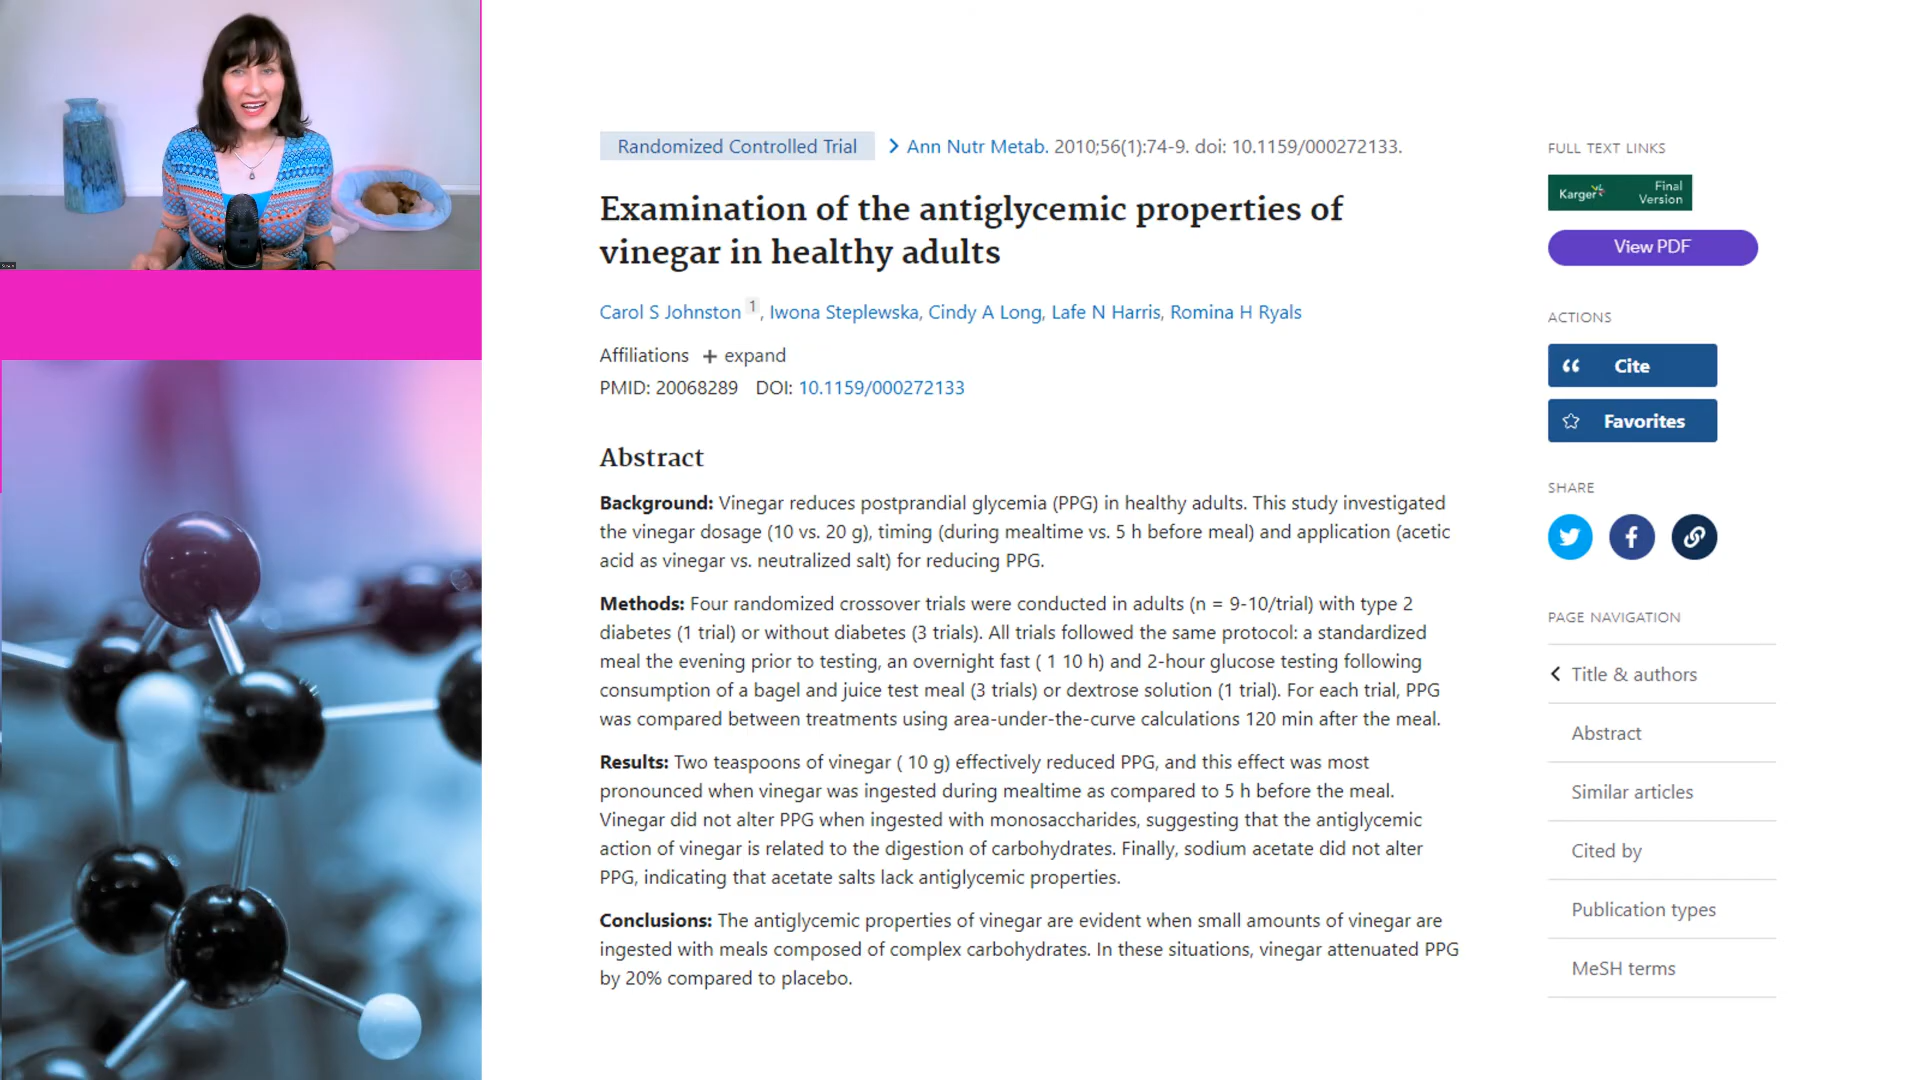 Randomized Controlled Trial
Ann Nutr Metab. 2010;56(1):74-9. doi: 10.1159/000272133.
Examination of the antiglycemic properties of
vinegar in healthy adults
Carol S Johnston 1, Iwona Steplewska, Cindy A Long, Lafe N Harris, Romina H Ryals
Affiliations + expand
PMID: 20068289 DOI: 10.1159/000272133
Abstract
Background: Vinegar reduces postprandial glycemia (PPG) in healthy adults. This study investigated
the vinegar dosage (10 vs. 20 g), timing (during mealtime vs. 5 h before meal) and application (acetic
acid as vinegar vs. neutralized salt) for reducing PPG.
Methods: Four randomized crossover trials were conducted in adults (n = 9-10/trial) with type 2
diabetes (1 trial) or without diabetes (3 trials). All trials followed the same protocol: a standardized
meal the evening prior to testing, an overnight fast ( 1 10 h) and 2-hour glucose testing following
consumption of a bagel and juice test meal (3 trials) or dextrose solution (1 trial). For each trial, PPG
was compared between treatments using area-under-the-curve calculations 120 min after the meal.
Results: Two teaspoons of vinegar ( 10 g) effectively reduced PPG, and this effect was most
pronounced when vinegar was ingested during mealtime as compared to 5 h before the meal.
Vinegar did not alter PPG when ingested with monosaccharides, suggesting that the antiglycemic
action of vinegar is related to the digestion of carbohydrates. Finally, sodium acetate did not alter
PPG, indicating that acetate salts lack antiglycemic properties.
Conclusions: The antiglycemic properties of vinegar are evident when small amounts of vinegar are
ingested with meals composed of complex carbohydrates. In these situations, vinegar attenuated PPG
by 20% compared to placebo.
FULL TEXT LINKS
Karger Final
Version
View PDF
ACTIONS
Cite
Favorites
SHARE
PAGE NAVIGATION
Title & authors
Abstract
Similar articles
Cited by
Publication types
MeSH terms